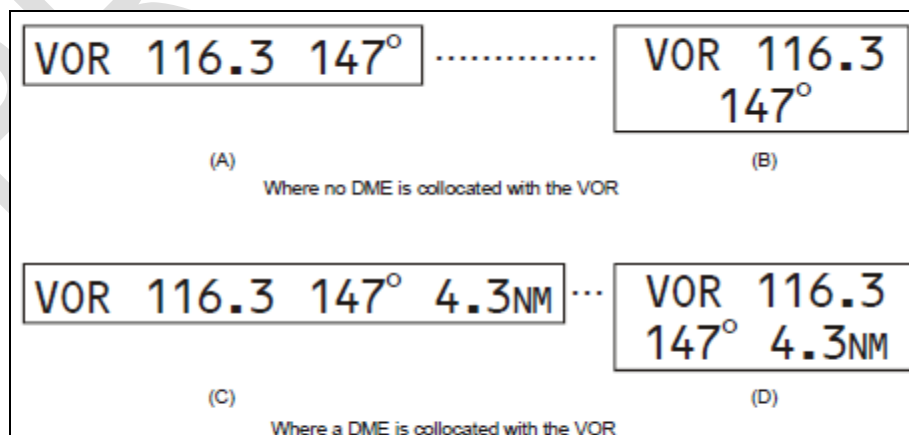 VOR 116.3 147° .............. VOR 116.3
147°
(A) (B)
Where no DME is collocated with the VOR
VOR 116.3 147° 4.3NM ... VOR 116.3
147° 4.3NM
(C) (D)
Where a DME is collocated with the VOR